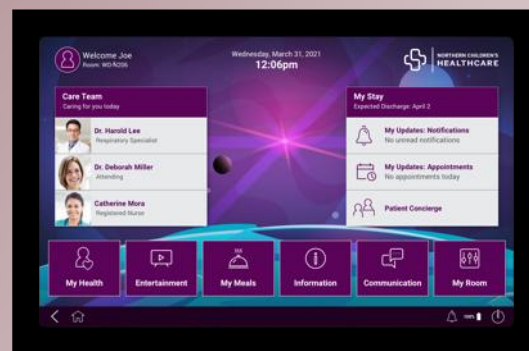 Welcome Joe
Room: WD-N206
Wednesday, March 31, 2021
12:06pm
NORTHERN CHILDREN'S
HEALTHCARE
Care Team
Caring for you today
Dr. Harold Lee
Respiratory Specialist
Dr. Deborah Miller
Attending
Catherine Mora
Registered Nurse
My Stay
Expected Discharge: April 2
My Updates: Notifications
No unread notifications
My Updates: Appointments
No appointments today
Patient Concierge
My Health
Entertainment
My Meals
Information
Communication
My Room
100%